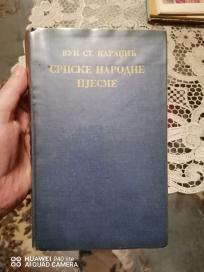 ВУК СТ. КАРАЏИЋ
СРПСКЕ НАРОДНЕ
ПЈЕСМЕ
HUAWEI P40 lite
AI QUAD CAMERA